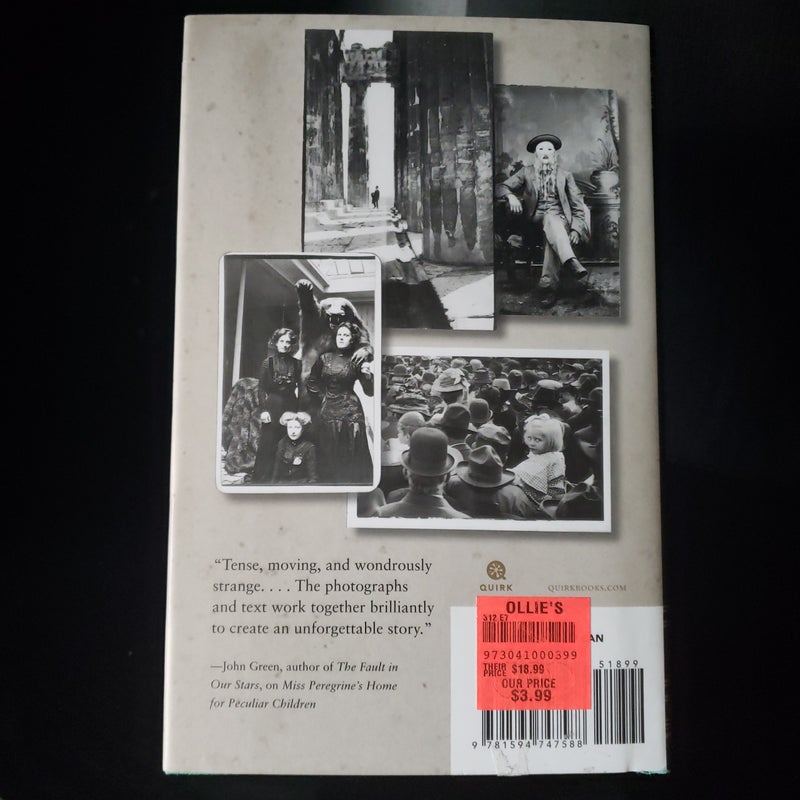 “Tense, moving, and wondrously
strange. . . . The photographs
and text work together brilliantly
to create an unforgettable story.”
—John Green, author of The Fault in
Our Stars, on Miss Peregrine’s Home
for Peculiar Children
QUIRK
QUIRKBOOKS.COM
OLLIE'S
312 E7
973041000399
THEIR PRICE $18.99
OUR PRICE
$3.99
AN
51899
9 781594 747588